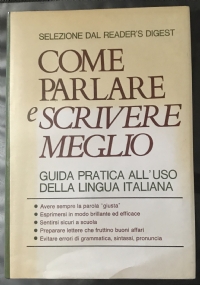 SELEZIONE DAL READER'S DIGEST
COME
PARLARE
e SCRIVERE
MEGLIO
GUIDA PRATICA ALL'USO
DELLA LINGUA ITALIANA
• Avere sempre la parola "giusta"
• Esprimersi in modo brillante ed efficace
• Sentirsi sicuri a scuola
• Preparare lettere che fruttino buoni affari
• Evitare errori di grammatica, sintassi, pronuncia